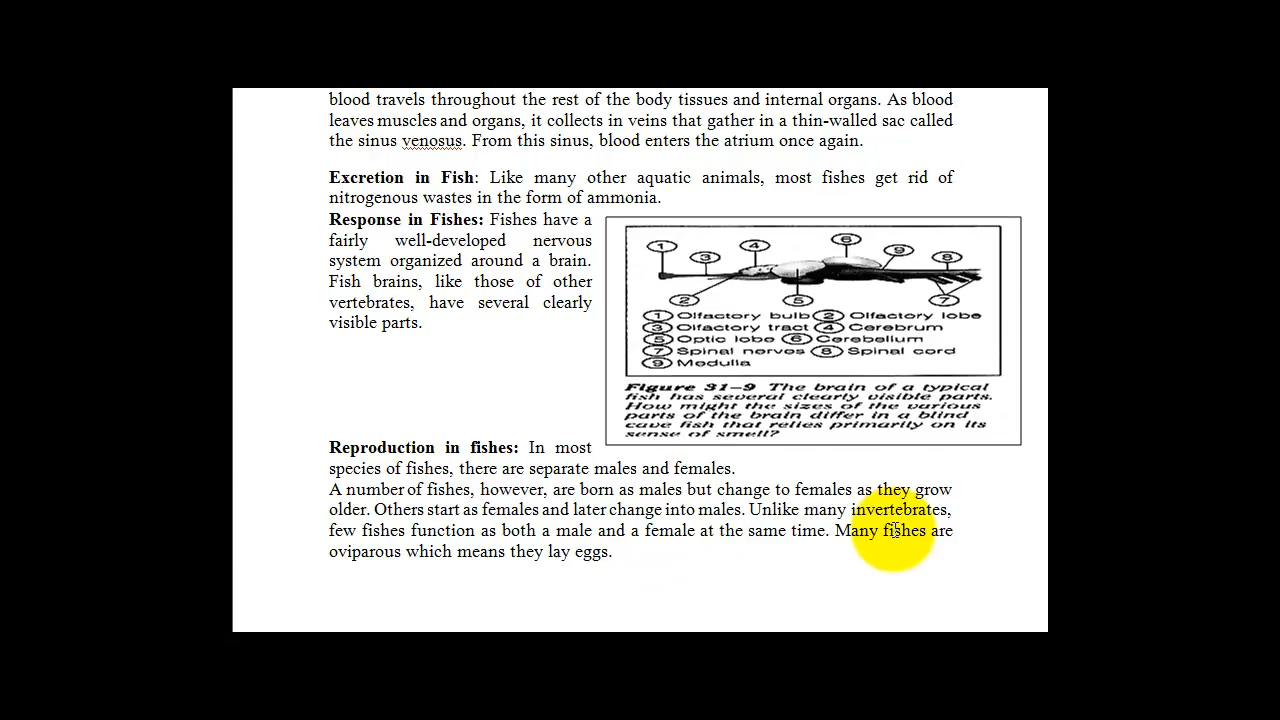 blood travels throughout the rest of the body tissues and internal organs. As blood
leaves muscles and organs, it collects in veins that gather in a thin-walled sac called
the sinus venosus. From this sinus, blood enters the atrium once again.
Excretion in Fish: Like many other aquatic animals, most fishes get rid of
nitrogenous wastes in the form of ammonia.
Response in Fishes: Fishes have a
fairly well-developed nervous
system organized around a brain.
Fish brains, like those of other
vertebrates, have several clearly
visible parts.
1 3 4 6 9 8
2 5 7
1 Olfactory bulb 2 Olfactory lobe
3 Olfactory tract 4 Cerebrum
5 Optic lobe 6 Cerebellum
7 Spinal nerves 8 Spinal cord
9 Medulla
Figure 31–9 The brain of a typical
fish has several clearly visible parts.
How might the sizes of the various
parts of the brain differ in a blind
cave fish that relies primarily on its
sense of smell?
Reproduction in fishes: In most
species of fishes, there are separate males and females.
A number of fishes, however, are born as males but change to females as they grow
older. Others start as females and later change into males. Unlike many invertebrates,
few fishes function as both a male and a female at the same time. Many fishes are
oviparous which means they lay eggs.